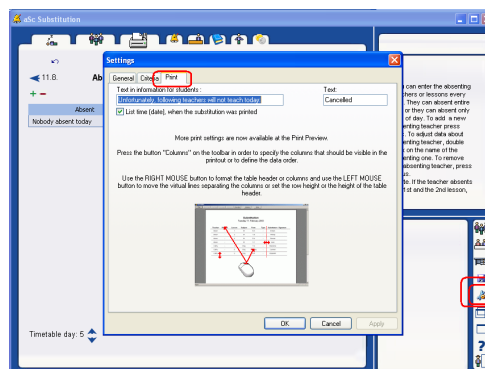 aSc Substitution
Settings
11.8.
Ab
General Criteria Print
Text in information for students :
Text:
Unfortunately, following teachers will not teach today:
Cancelled
List time (date), when the substitution was printed
Absent
Nobody absent today
More print settings are now available at the Print Preview.
Press the button "Columns" on the toolbar in order to specify the columns that should be visible in the
printout or to define the data order.
Use the RIGHT MOUSE button to format the table header or columns and use the LEFT MOUSE
button to move the virtual lines separating the columns or set the row height or the height of the table
header.
OK
Cancel
Apply
Timetable day: 5
can enter the absenting
hers or lessons every
They can absent entire
or they can absent only
of day. To add a new
enting teacher press
. To adjust data about
enting teacher, double
on the name of the
enting one. To remove
absenting teacher, press
us.
te. If the teacher absents
1st and the 2nd lesson,